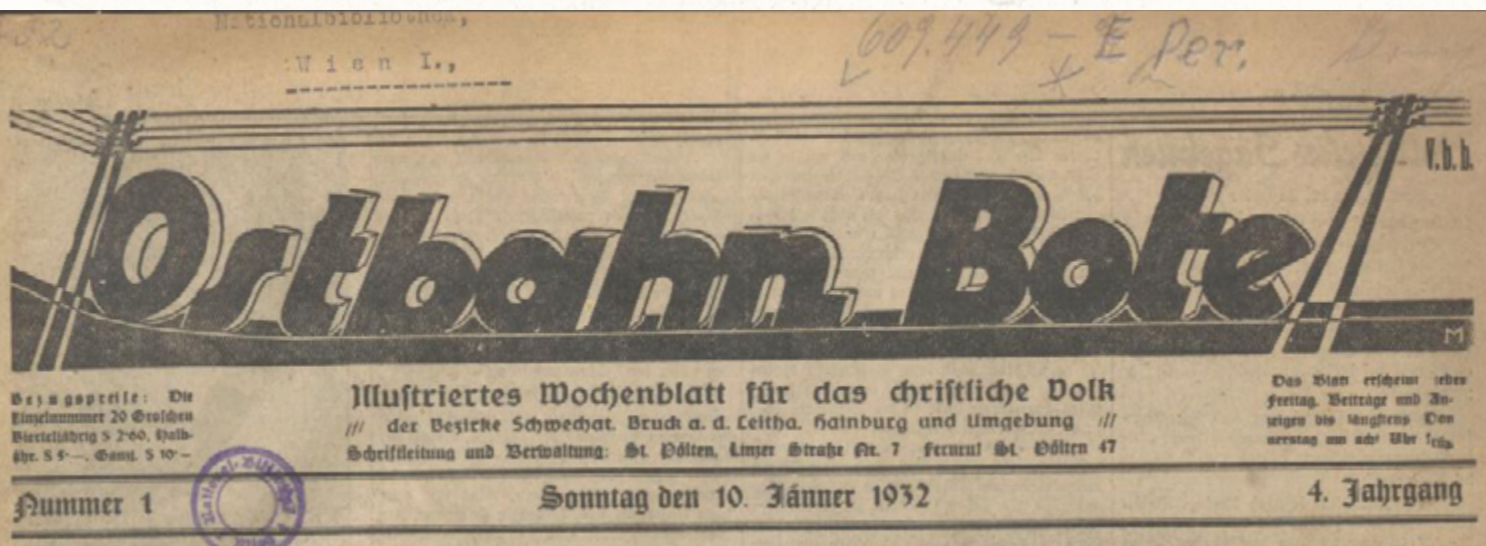 Nationalbibliothek,
Wien I.,
609.449 - E Per.
V.b.b.
Ostbahn Bote
M
Bezugspreise: Die
Einzelnummer 20 Groschen
Vierteljährig S 2·60, Halb-
jhr. S 5·—, Ganzj. S 10·—
Illustriertes Wochenblatt für das christliche Volk
/// der Bezirke Schwechat, Bruck a. d. Leitha, Hainburg und Umgebung ///
Schriftleitung und Verwaltung: St. Pölten, Linzer Straße Nr. 7 Fernruf St. Pölten 47
Das Blatt erscheint jeden
Freitag. Beiträge und An-
zeigen bis längstens Don
nerstag um acht Uhr früh
Nummer 1
Sonntag den 10. Jänner 1932
4. Jahrgang